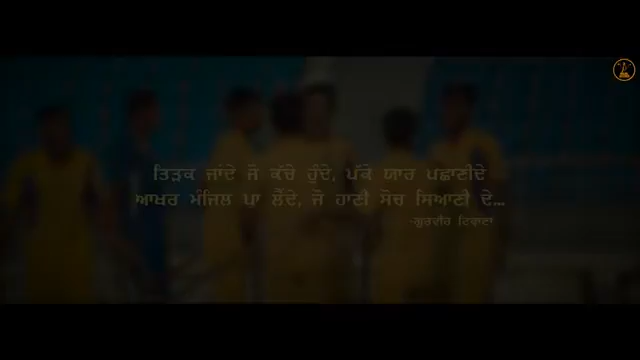 ਤਿੜਕ ਜਾਂਦੇ ਜੋ ਕੱਚੇ ਹੁੰਦੇ, ਪੱਕੇ ਯਾਰ ਪਛਾਣੀਦੇ
ਆਖਰ ਮੰਜਿਲ ਪਾ ਲੈਂਦੇ, ਜੋ ਹਾਣੀ ਸੋਚ ਸਿਆਣੀ ਦੇ...
-ਗੁਰਵੀਰ ਟਿਵਾਣਾ